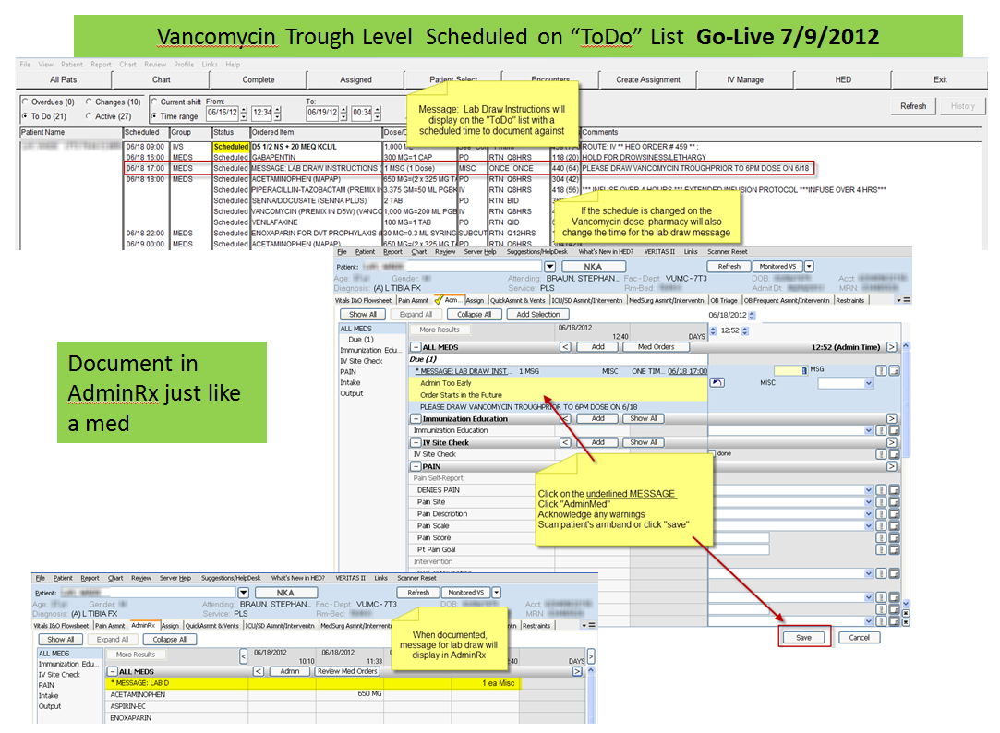 Vancomycin Trough Level Scheduled on “ToDo” List Go-Live 7/9/2012
File View Patient Report Chart Review Profile Links Help
All Pats Chart Complete Assigned Patient Select Encounters Create Assignment IV Manage HED Exit
Overdues (0) Changes (10) Current shift From: To:
To Do (21) Active (27) Time range 06/16/12 12:34 06/19/12 00:34
Refresh History
Message: Lab Draw Instructions will
display on the "ToDo" list with a
scheduled time to document against
Patient Name Scheduled Group Status Ordered Item Comments
06/18 09:00 IVS Scheduled D5 1/2 NS + 20 MEQ KCL/L 1,000 ROUTE: IV ** HEO ORDER # 459 ** ;
06/18 16:00 MEDS Scheduled GABAPENTIN 300 MG=1 CAP PO RTN Q8HRS 118 (20) HOLD FOR DROWSINESS/LETHARGY
06/18 17:00 MEDS Scheduled MESSAGE: LAB DRAW INSTRUCTIONS ( 1 MSG (1 Dose) MISC ONCE ONCE 440 (64) PLEASE DRAW VANCOMYCIN TROUGHPRIOR TO 6PM DOSE ON 6/18
06/18 18:00 MEDS Scheduled ACETAMINOPHEN (MAPAP) 650 MG=(2 x 325 MG TA PO RTN Q6HRS 304 (42)
Scheduled PIPERACILLIN-TAZOBACTAM (PREMIX IN 3.375 GM=50 ML PGBK IV RTN Q8HRS 418 (56) *** INFUSE OVER 4 HOURS *** EXTENDED INFUSION PROTOCOL ***INFUSE OVER 4 HRS***
Scheduled SENNA/DOCUSATE (SENNA PLUS) 2 TAB PO RTN BID
Scheduled VANCOMYCIN (PREMIX IN D5W) (VANCO 1,000 MG=200 ML PGB IV RTN Q8HRS
Scheduled VENLAFAXINE 100 MG=1 TAB PO RTN QID
06/18 22:00 MEDS Scheduled ENOXAPARIN FOR DVT PROPHYLAXIS ( 30 MG=0.3 ML SYRING SUBCUT RTN Q12HRS
06/19 00:00 MEDS Scheduled ACETAMINOPHEN (MAPAP) 650 MG=(2 x 325 MG TA PO RTN Q6HRS 304 (42)
If the schedule is changed on the
Vancomycin dose, pharmacy will also
change the time for the lab draw message
File Patient Report Chart Review Server Help Suggestions/HelpDesk What's New in HED? VERITAS II Links Scanner Reset
Patient: NKA Refresh Monitored VS
Age: Gender: Attending: BRAUN, STEPHAN... Fac - Dept: VUMC - 7T3 DOB: Acct:
Diagnosis: (A) L TIBIA FX Service: PLS Rm-Bed: Admit Dt: MRN:
Vitals I&O Flowsheet Pain Asmnt Adm... Assign QuickAsmnt & Vents ICU/SD Asmnt/Interventn MedSurg Asmnt/Interventn OB Triage OB Frequent Asmnt/Interventn Restraints
Show All Expand All Collapse All Add Selection 06/18/2012
ALL MEDS More Results 06/18/2012 12:40 DAYS 12:52
Due (1) ALL MEDS Add Med Orders 12:52 (Admin Time)
Immunization Edu... Due (1)
IV Site Check * MESSAGE: LAB DRAW INST... 1 MSG MISC ONE TIM... 06/18 17:00 MSG
PAIN Admin Too Early MISC
Intake Order Starts in the Future
Output PLEASE DRAW VANCOMYCIN TROUGHPRIOR TO 6PM DOSE ON 6/18
Immunization Education Add Show All
Immunization Education
IV Site Check Add Show All
IV Site Check done
PAIN
Pain Self-Report
DENIES PAIN
Pain Site
Pain Description
Pain Scale
Pain Score
Pt Pain Goal
Intervention
Document in
AdminRx just like
a med
Click on the underlined MESSAGE
Click "AdminMed"
Acknowledge any warnings
Scan patient's armband or click "save"
Save Cancel
File Patient Report Chart Review Server Help Suggestions/HelpDesk What's New in HED? VERITAS II Links Scanner Reset
Patient: NKA Refresh Monitored VS
Age: Gender: Attending: BRAUN, STEPHAN... Fac - Dept: VUMC - 7T3 DOB: Acct:
Diagnosis: (A) L TIBIA FX Service: PLS Rm-Bed: MRN:
Vitals I&O Flowsheet Pain Asmnt AdminRx Assign QuickAsmnt & Vents ICU/SD Asmnt/Interventn MedSurg Asmnt/Interventn Restraints
Show All Expand All Collapse All
When documented,
message for lab draw will
display in AdminRx
ALL MEDS More Results 06/18/2012 10:10 06/18/2012 11:33 :40 DAYS
Immunization Edu... ALL MEDS Admin Review Med Orders
IV Site Check * MESSAGE: LAB D 1 ea Misc
PAIN ACETAMINOPHEN 650 MG
Intake ASPIRIN-EC
Output ENOXAPARIN